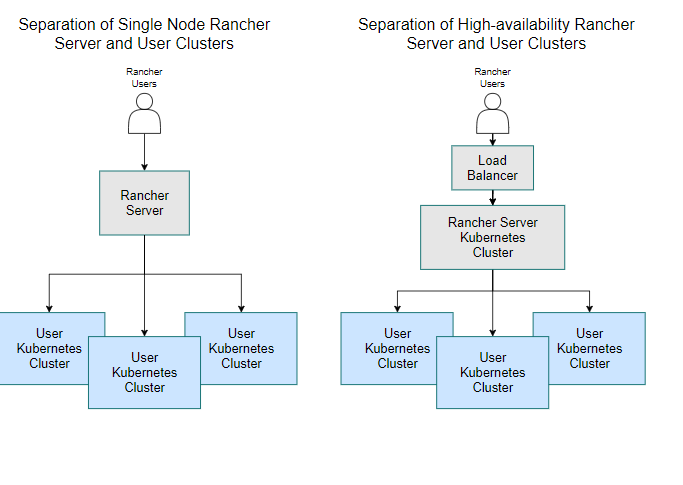 Separation of Single Node Rancher
Server and User Clusters
Rancher
Users
Rancher
Server
User
Kubernetes
Cluster
User
Kubernetes
Cluster
User
Kubernetes
Cluster
Separation of High-availability Rancher
Server and User Clusters
Rancher
Users
Load
Balancer
Rancher Server
Kubernetes
Cluster
User
Kubernetes
Cluster
User
Kubernetes
Cluster
User
Kubernetes
Cluster